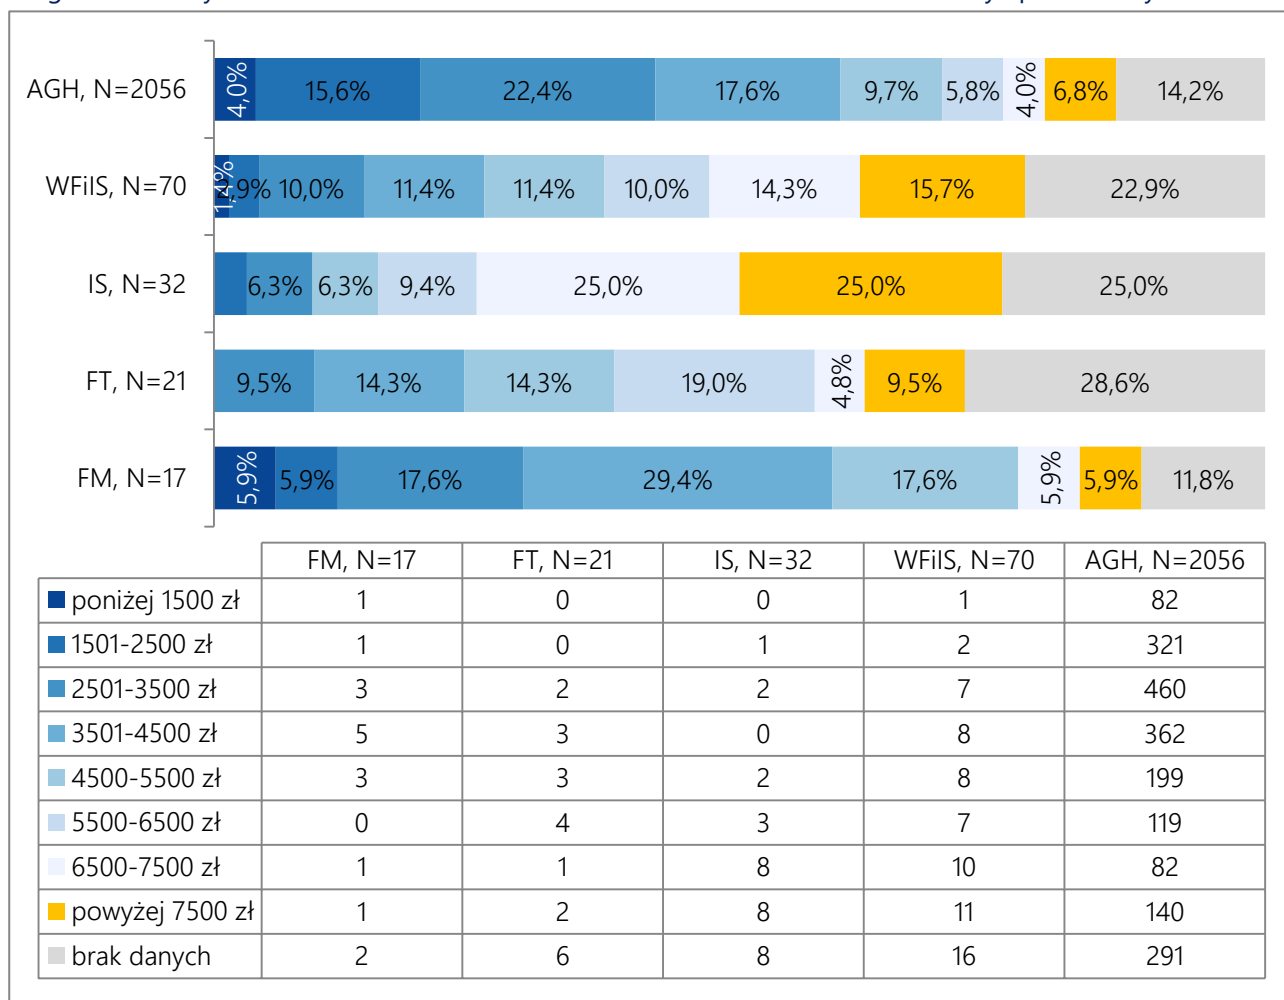 AGH, N=2056 4,0% 15,6% 22,4% 17,6% 9,7% 5,8% 4,0% 6,8% 14,2%
WFiIS, N=70 1,4% 2,9% 10,0% 11,4% 11,4% 10,0% 14,3% 15,7% 22,9%
IS, N=32 6,3% 6,3% 9,4% 25,0% 25,0% 25,0%
FT, N=21 9,5% 14,3% 14,3% 19,0% 4,8% 9,5% 28,6%
FM, N=17 5,9% 5,9% 17,6% 29,4% 17,6% 5,9% 5,9% 11,8%
FM, N=17 FT, N=21 IS, N=32 WFiIS, N=70 AGH, N=2056
poniżej 1500 zł 1 0 0 1 82
1501-2500 zł 1 0 1 2 321
2501-3500 zł 3 2 2 7 460
3501-4500 zł 5 3 0 8 362
4500-5500 zł 3 3 2 8 199
5500-6500 zł 0 4 3 7 119
6500-7500 zł 1 1 8 10 82
powyżej 7500 zł 1 2 8 11 140
brak danych 2 6 8 16 291